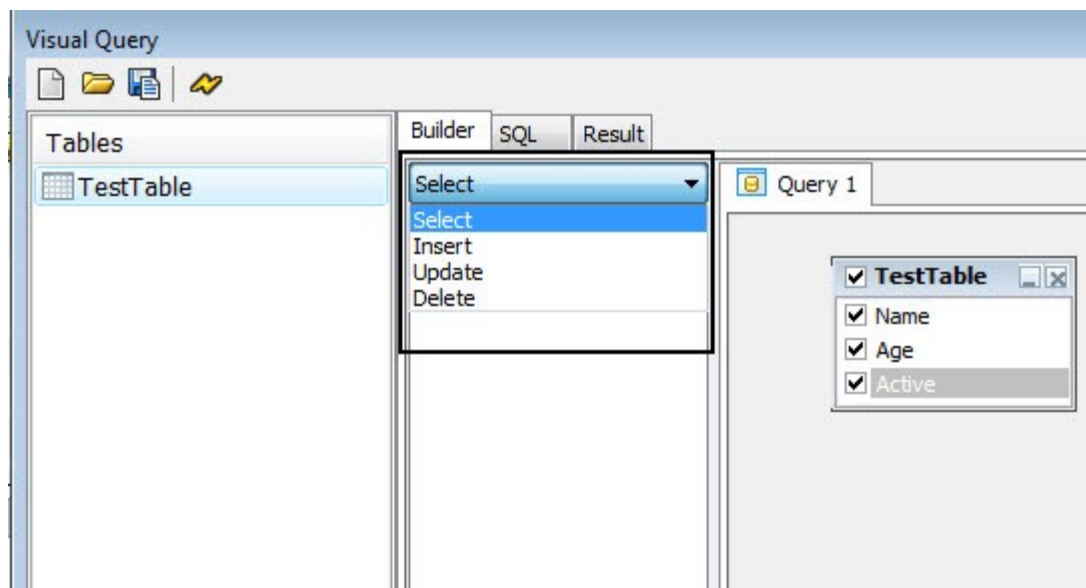 Visual Query
Tables
TestTable
Builder
SQL
Result
Select
Select
Insert
Update
Delete
Query 1
TestTable
Name
Age
Active